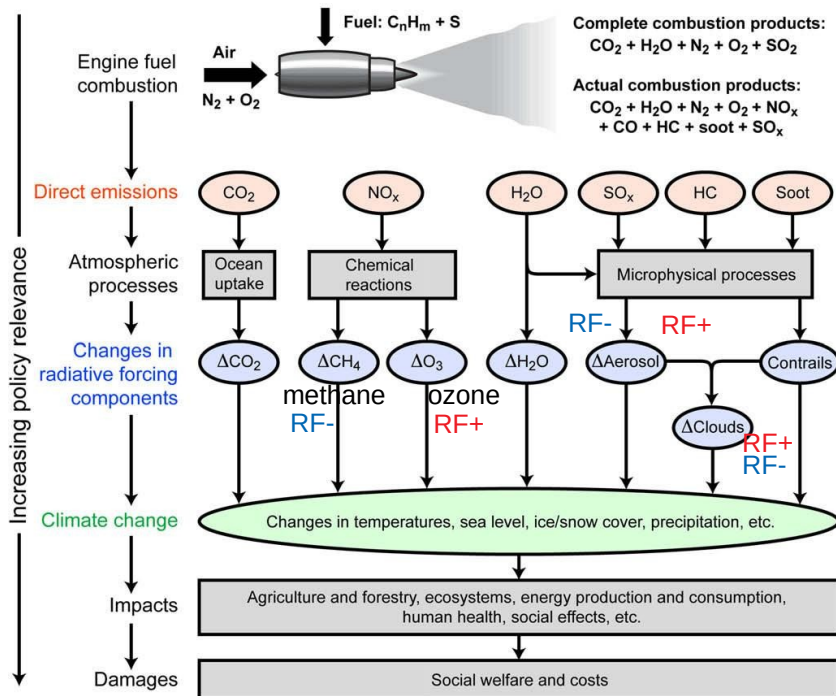 Fuel: CₙHₘ + S
Air
N₂ + O₂
Complete combustion products:
CO₂ + H₂O + N₂ + O₂ + SO₂
Actual combustion products:
CO₂ + H₂O + N₂ + O₂ + NOₓ
+ CO + HC + soot + SOₓ
Increasing policy relevance
Engine fuel
combustion
Direct emissions
CO₂
NOₓ
H₂O
SOₓ
HC
Soot
Atmospheric
processes
Ocean
uptake
Chemical
reactions
Microphysical processes
RF-
RF+
Changes in
radiative forcing
components
ΔCO₂
ΔCH₄
ΔO₃
ΔH₂O
ΔAerosol
Contrails
methane
ozone
RF-
RF+
ΔClouds
RF+
RF-
Climate change
Changes in temperatures, sea level, ice/snow cover, precipitation, etc.
Impacts
Agriculture and forestry, ecosystems, energy production and consumption,
human health, social effects, etc.
Damages
Social welfare and costs